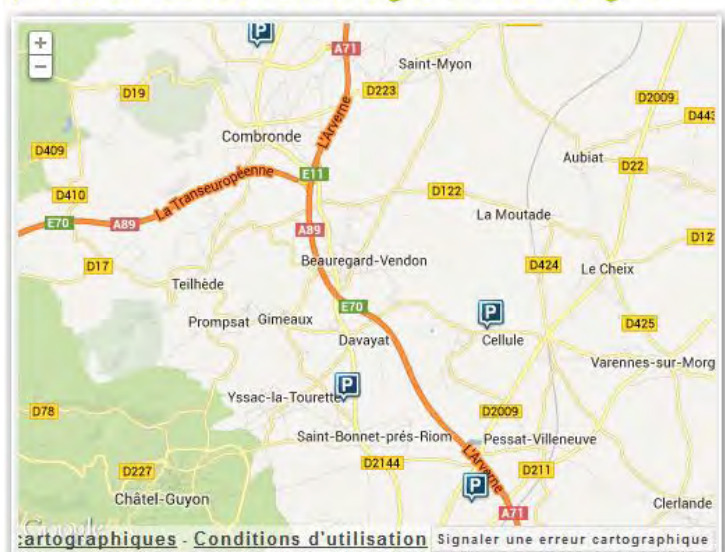 P
+
A71
Saint-Myon
−
D19
D223
D2009
D443
L'Arverne
Combronde
D409
Aubiat
D22
La Transeuropéenne
E11
D410
D122
La Moutade
E70
A89
A89
D12
D17
Beauregard-Vendon
D424
Le Cheix
Teilhède
E70
P
Prompsat
Gimeaux
D425
Davayat
Cellule
Varennes-sur-Morg
P
Yssac-la-Tourette
D78
D2009
Saint-Bonnet-prés-Riom
Pessat-Villeneuve
L'Arverne
D227
D2144
D211
P
Châtel-Guyon
Clerlande
A71
Google
cartographiques - Conditions d'utilisation
Signaler une erreur cartographique